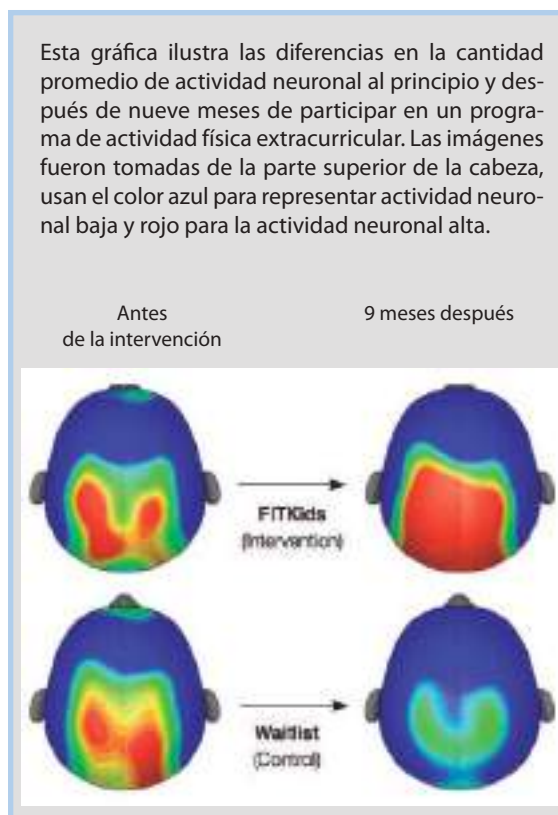 Esta gráfica ilustra las diferencias en la cantidad
promedio de actividad neuronal al principio y des-
pués de nueve meses de participar en un progra-
ma de actividad física extracurricular. Las imágenes
fueron tomadas de la parte superior de la cabeza,
usan el color azul para representar actividad neuro-
nal baja y rojo para la actividad neuronal alta.
Antes
de la intervención
9 meses después
FITKids
(Intervention)
Waitlist
(Control)